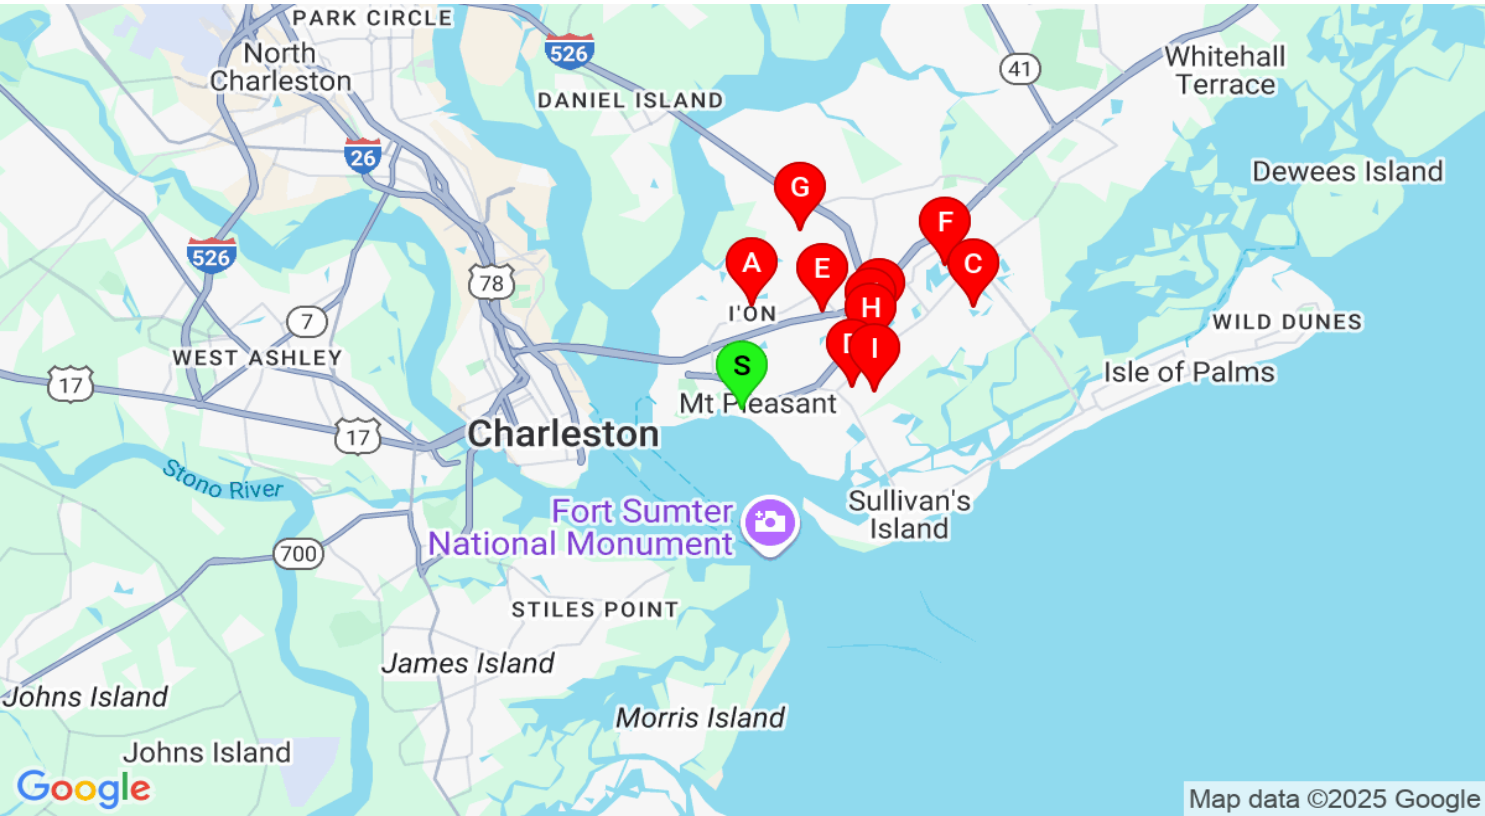 PARK CIRCLE
North
Charleston
526
DANIEL ISLAND
41
Whitehall
Terrace
26
Dewees Island
G
F
526
A
E
C
78
I'ON
H
7
WILD DUNES
WEST ASHLEY
I
S
Isle of Palms
17
Mt Pleasant
17
Charleston
Stono River
Sullivan's
Island
Fort Sumter
National Monument
700
STILES POINT
James Island
Johns Island
Morris Island
Johns Island
Google
Map data ©2025 Google